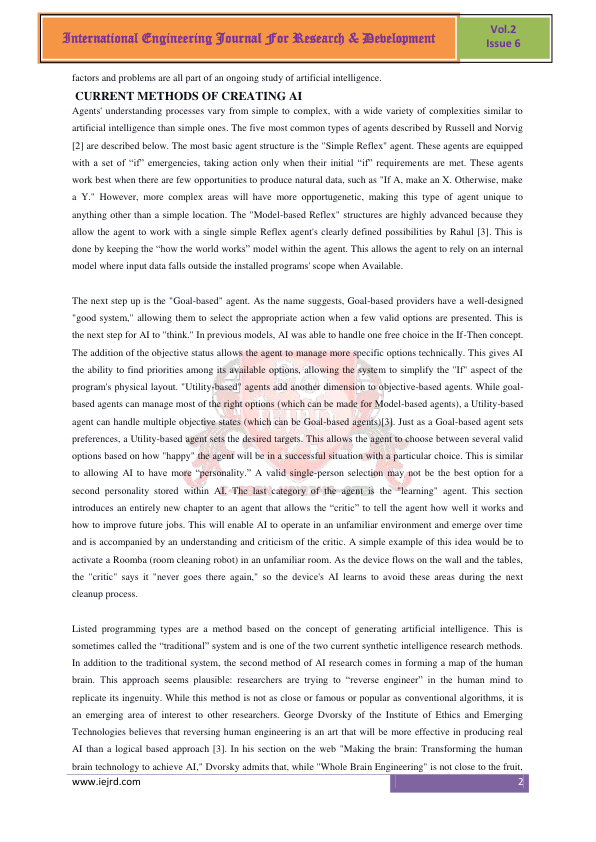 International Engineering Journal For Research & Development
Vol.2
Issue 6
factors and problems are all part of an ongoing study of artificial intelligence.
CURRENT METHODS OF CREATING AI
Agents' understanding processes vary from simple to complex, with a wide variety of complexities similar to
artificial intelligence than simple ones. The five most common types of agents described by Russell and Norvig
[2] are described below. The most basic agent structure is the "Simple Reflex" agent. These agents are equipped
with a set of “if” emergencies, taking action only when their initial “if” requirements are met. These agents
work best when there are few opportunities to produce natural data, such as "If A, make an X. Otherwise, make
a Y." However, more complex areas will have more opportugenetic, making this type of agent unique to
anything other than a simple location. The "Model-based Reflex" structures are highly advanced because they
allow the agent to work with a single simple Reflex agent's clearly defined possibilities by Rahul [3]. This is
done by keeping the “how the world works” model within the agent. This allows the agent to rely on an internal
model where input data falls outside the installed programs' scope when Available.
The next step up is the "Goal-based" agent. As the name suggests, Goal-based providers have a well-designed
"good system," allowing them to select the appropriate action when a few valid options are presented. This is
the next step for AI to "think." In previous models, AI was able to handle one free choice in the If-Then concept.
The addition of the objective status allows the agent to manage more specific options technically. This gives AI
the ability to find priorities among its available options, allowing the system to simplify the "If" aspect of the
program's physical layout. "Utility-based" agents add another dimension to objective-based agents. While goal-
based agents can manage most of the right options (which can be made for Model-based agents), a Utility-based
agent can handle multiple objective states (which can be Goal-based agents)[3]. Just as a Goal-based agent sets
preferences, a Utility-based agent sets the desired targets. This allows the agent to choose between several valid
options based on how "happy" the agent will be in a successful situation with a particular choice. This is similar
to allowing AI to have more “personality.” A valid single-person selection may not be the best option for a
second personality stored within AI. The last category of the agent is the "learning" agent. This section
introduces an entirely new chapter to an agent that allows the “critic” to tell the agent how well it works and
how to improve future jobs. This will enable AI to operate in an unfamiliar environment and emerge over time
and is accompanied by an understanding and criticism of the critic. A simple example of this idea would be to
activate a Roomba (room cleaning robot) in an unfamiliar room. As the device flows on the wall and the tables,
the "critic" says it "never goes there again," so the device's AI learns to avoid these areas during the next
cleanup process.
Listed programming types are a method based on the concept of generating artificial intelligence. This is
sometimes called the “traditional” system and is one of the two current synthetic intelligence research methods.
In addition to the traditional system, the second method of AI research comes in forming a map of the human
brain. This approach seems plausible: researchers are trying to “reverse engineer” in the human mind to
replicate its ingenuity. While this method is not as close or famous or popular as conventional algorithms, it is
an emerging area of interest to other researchers. George Dvorsky of the Institute of Ethics and Emerging
Technologies believes that reversing human engineering is an art that will be more effective in producing real
AI than a logical based approach [3]. In his section on the web "Making the brain: Transforming the human
brain technology to achieve AI," Dvorsky admits that, while "Whole Brain Engineering" is not close to the fruit,
www.iejrd.com
2